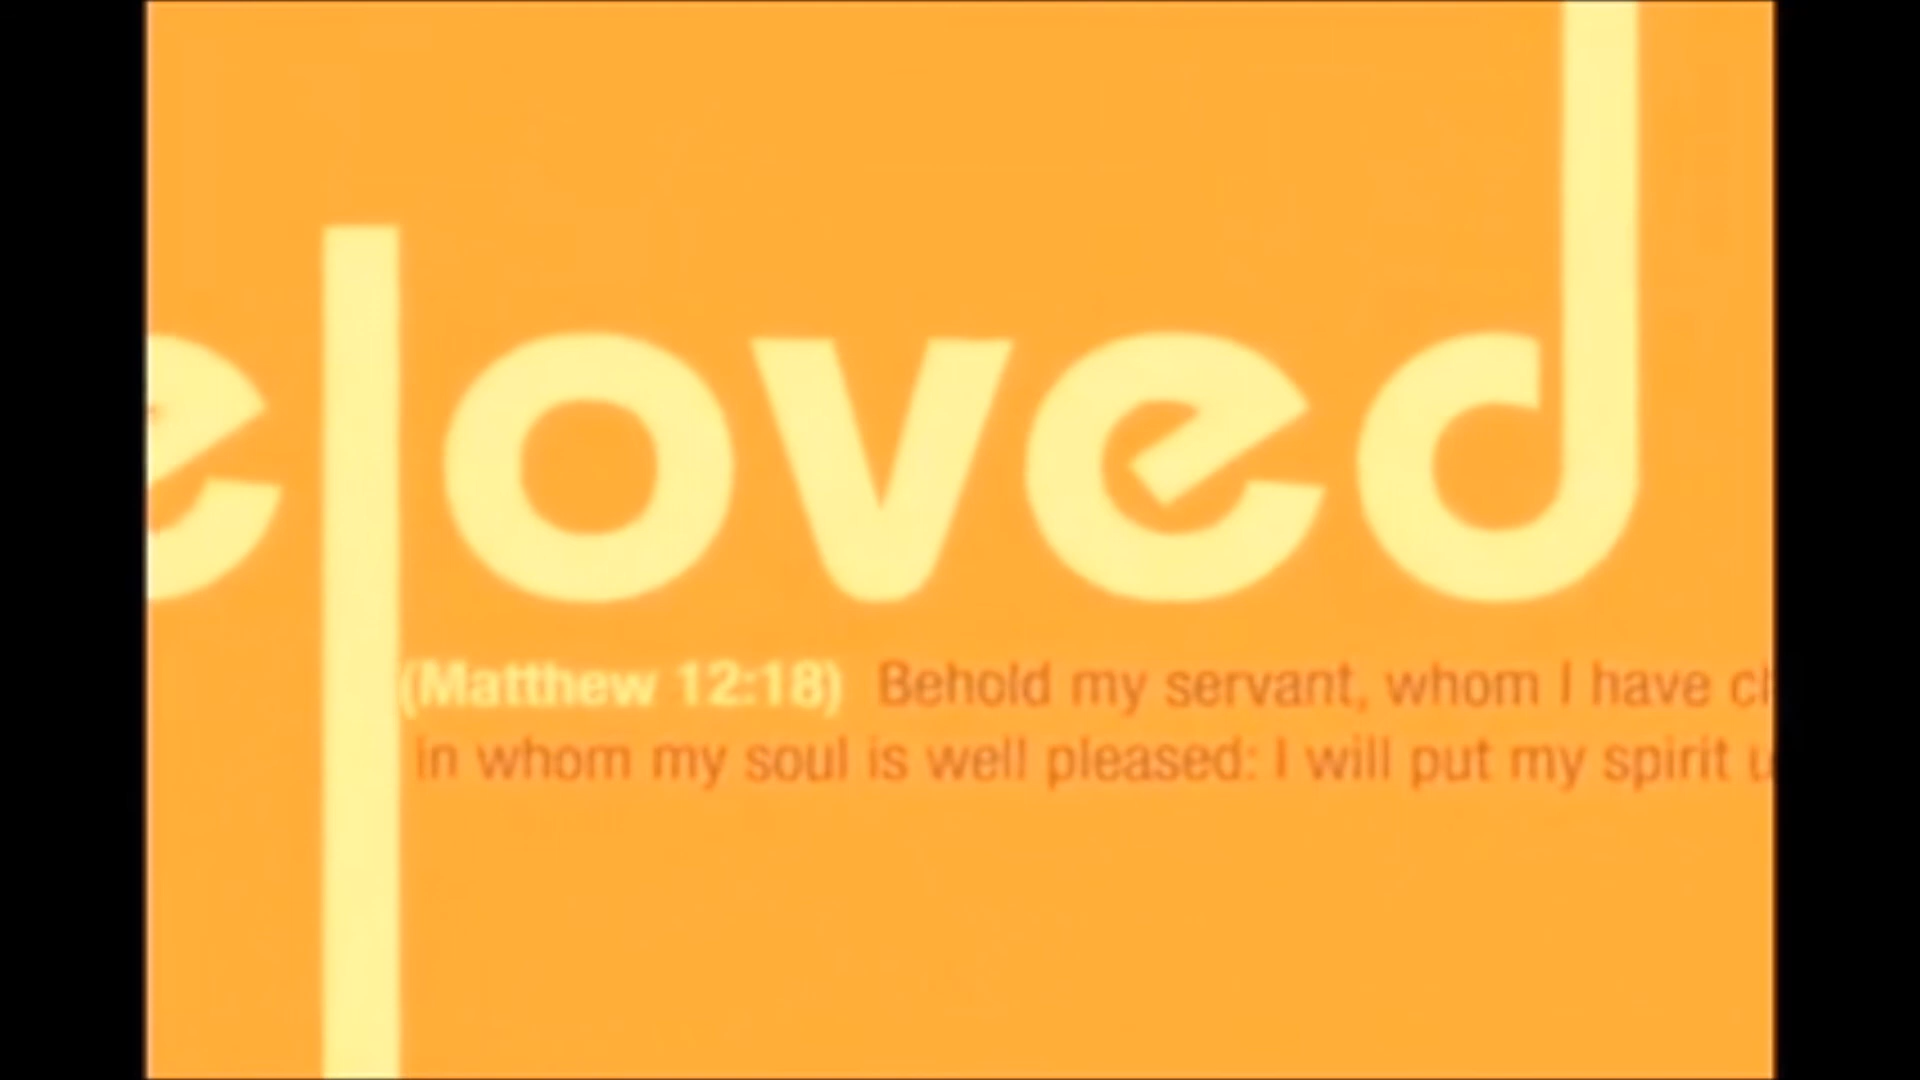 eloved
(Matthew 12:18) Behold my servant, whom I have
in whom my soul is well pleased: I will put my spirit